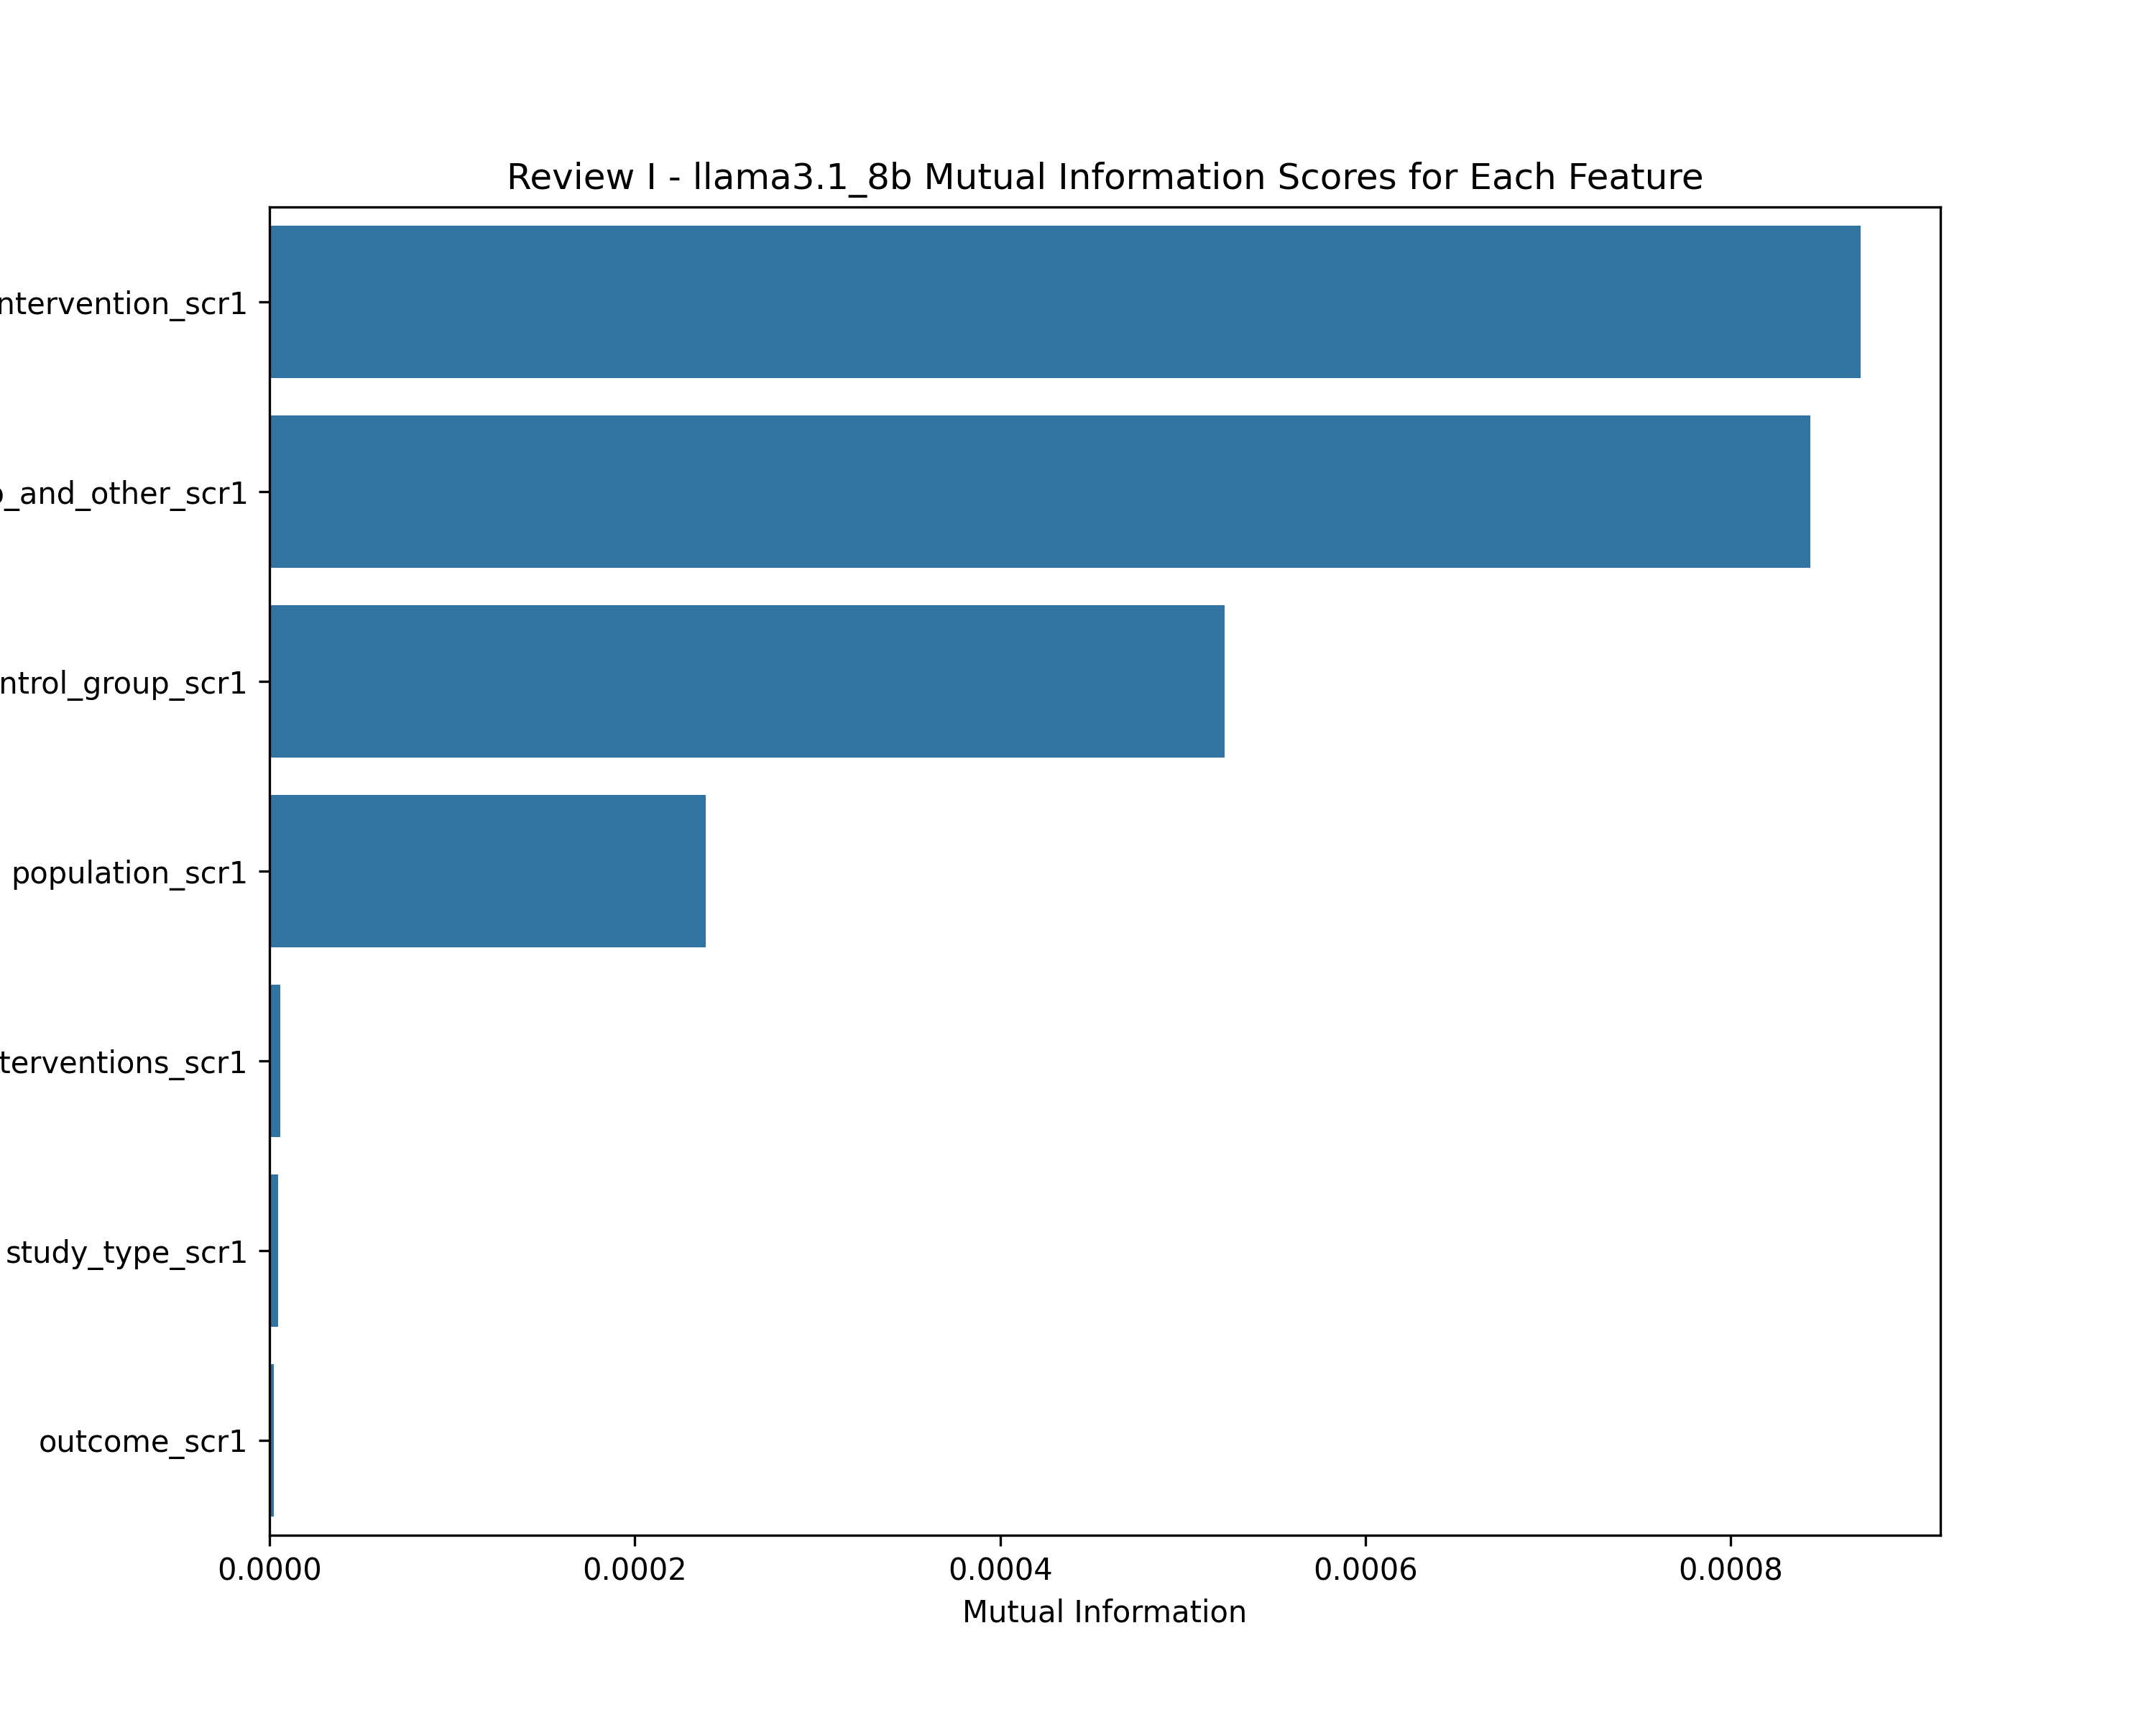 Review I - llama3.1_8b Mutual Information Scores for Each Feature
ntervention_scr1
_and_other_scr1
ntrol_group_scr1
population_scr1
terventions_scr1
study_type_scr1
outcome_scr1
0.0000 0.0002 0.0004 0.0006 0.0008
Mutual Information